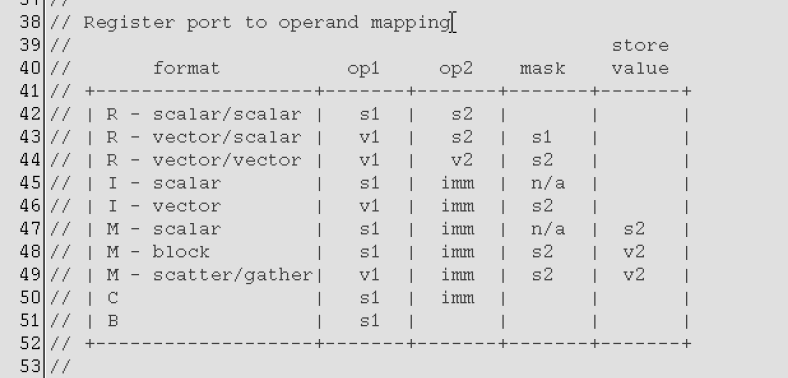 38 // Register port to operand mapping
39 //                                                    store
40 //         format              op1     op2    mask    value
41 // +-------------------+-------+-------+-------+-------+
42 // | R - scalar/scalar |   s1  |   s2  |       |       |
43 // | R - vector/scalar |   v1  |   s2  |  s1   |       |
44 // | R - vector/vector |   v1  |   v2  |  s2   |       |
45 // | I - scalar        |   s1  |  imm  |  n/a  |       |
46 // | I - vector        |   v1  |  imm  |  s2   |       |
47 // | M - scalar        |   s1  |  imm  |  n/a  |  s2   |
48 // | M - block         |   s1  |  imm  |  s2   |  v2   |
49 // | M - scatter/gather|   v1  |  imm  |  s2   |  v2   |
50 // | C                 |   s1  |  imm  |       |       |
51 // | B                 |   s1  |       |       |       |
52 // +-------------------+-------+-------+-------+-------+
53 //